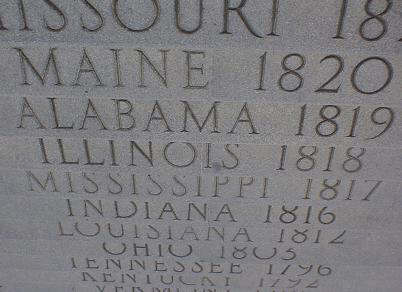 MISSOURI 18
MAINE 1820
ALABAMA 1819
ILLINOIS 1818
MISSISSIPPI 1817
INDIANA 1816
LOUISIANA 1812
OHIO 1803
TENNESSEE 1796
KENTUCKY 1792